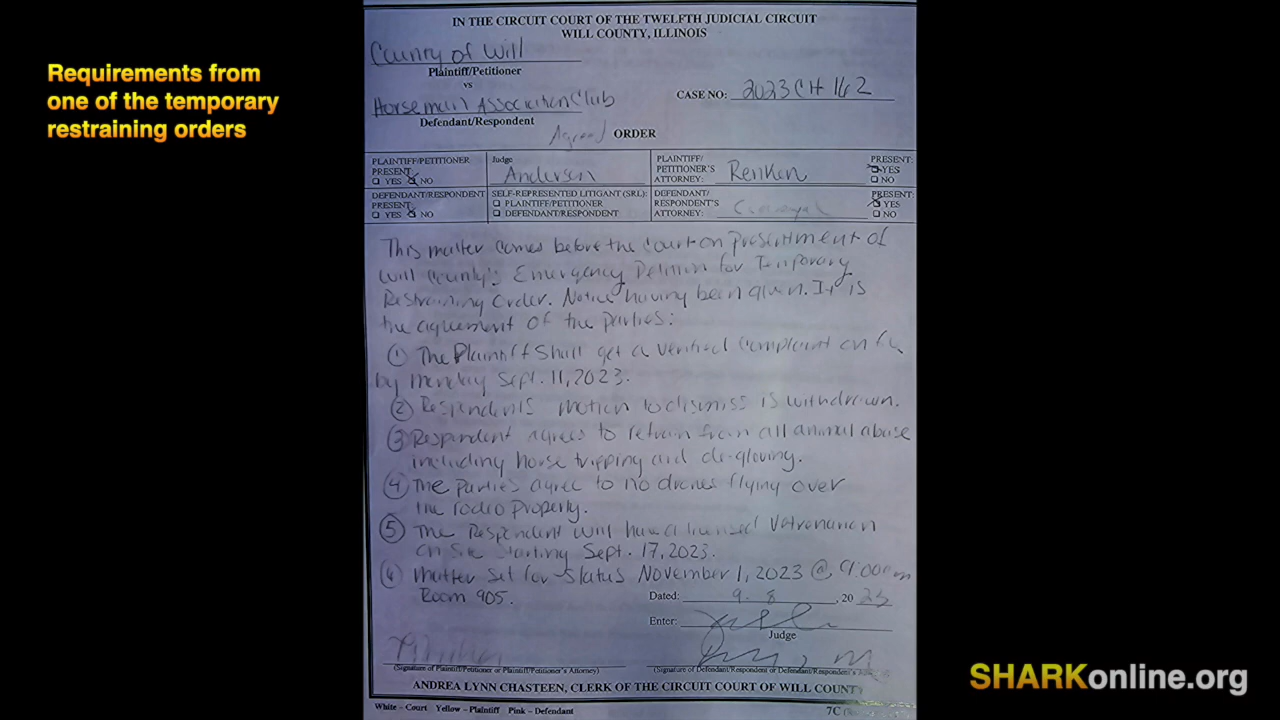 Requirements from
one of the temporary
restraining orders
IN THE CIRCUIT COURT OF THE TWELFTH JUDICIAL CIRCUIT
WILL COUNTY, ILLINOIS
County of Will
Plaintiff/Petitioner
vs
Horseman Association Club
Defendant/Respondent
CASE NO: 2023 CH 162
Agreed ORDER
PLAINTIFF/PETITIONER
PRESENT:
☐ YES ☒ NO
Judge
Anderson
PLAINTIFF/
PETITIONER'S
ATTORNEY: Renken
PRESENT:
☒ YES
☐ NO
DEFENDANT/RESPONDENT
PRESENT:
☐ YES ☒ NO
SELF-REPRESENTED LITIGANT (SRL):
☐ PLAINTIFF/PETITIONER
☐ DEFENDANT/RESPONDENT
DEFENDANT/
RESPONDENT'S
ATTORNEY:
PRESENT:
☒ YES
☐ NO
This matter comes before the court on presentment of
Will County's Emergency Petition for Temporary
Restraining Order. Notice having been given. It is
the agreement of the parties:
① The Plaintiff shall get a verified complaint on file
by Monday Sept. 11, 2023.
② Respondents motion to dismiss is withdrawn.
③ Respondent agrees to refrain from all animal abuse
including horse tripping and de-gloving.
④ The parties agree to no drones flying over
the rodeo property.
⑤ The Respondent will have a licensed Vetranarian
on site starting Sept. 17, 2023.
⑥ Matter set for status November 1, 2023 @ 9:00am
Room 905.
Dated: 9-8, 20 23
Enter:
Judge
(Signature of Plaintiff/Petitioner or Plaintiff/Petitioner's Attorney)
(Signature of Defendant/Respondent or Defendant/Respondent's
ANDREA LYNN CHASTEEN, CLERK OF THE CIRCUIT COURT OF WILL COUNTY
White – Court Yellow – Plaintiff Pink – Defendant
7C
SHARKonline.org